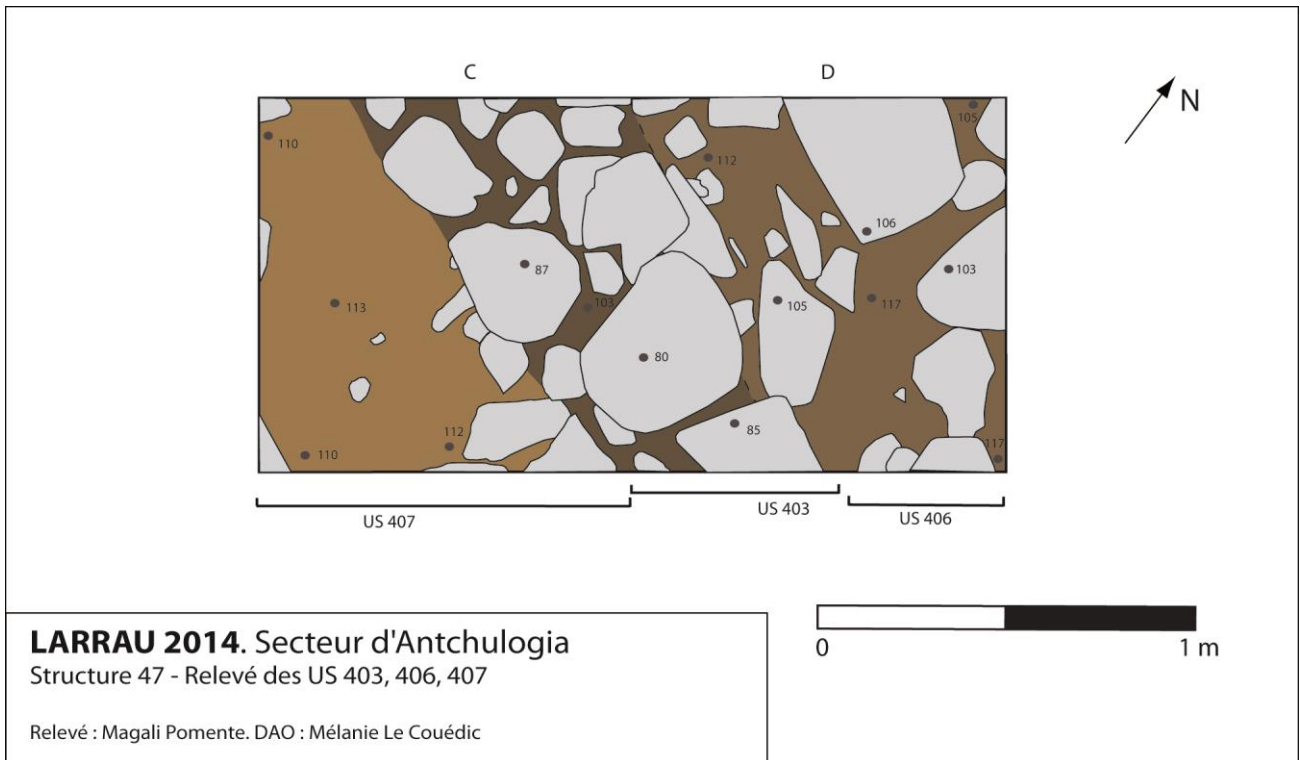 C D
N
105
110
112
106
87
103
103
113
105
117
80
85
112
117
110
US 407
US 403
US 406
LARRAU 2014. Secteur d'Antchulogia
Structure 47 - Relevé des US 403, 406, 407
Relevé : Magali Pomente. DAO : Mélanie Le Couédic
0 1 m